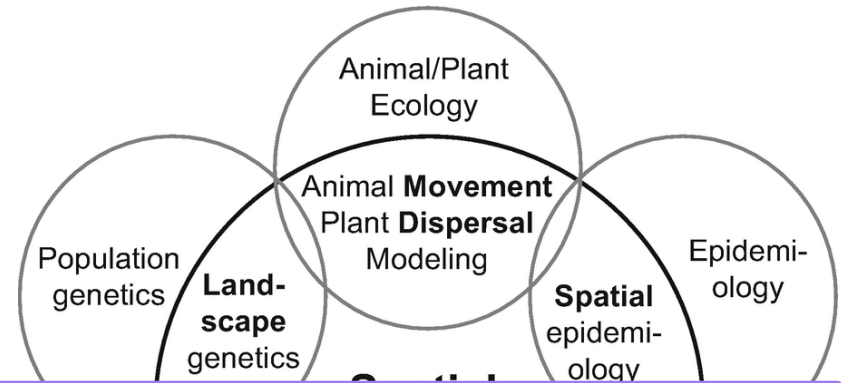 Animal/Plant
Ecology
Animal Movement
Plant Dispersal
Modeling
Population
genetics
Land-
scape
genetics
Epidemi-
ology
Spatial
epidemi-
ology